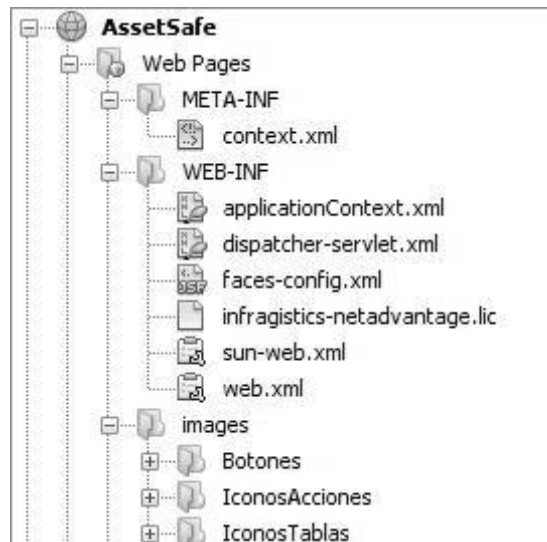 AssetSafe
Web Pages
META-INF
context.xml
WEB-INF
applicationContext.xml
dispatcher-servlet.xml
faces-config.xml
infragistics-netadvantage.lic
sun-web.xml
web.xml
images
Botones
IconosAcciones
IconosTablas